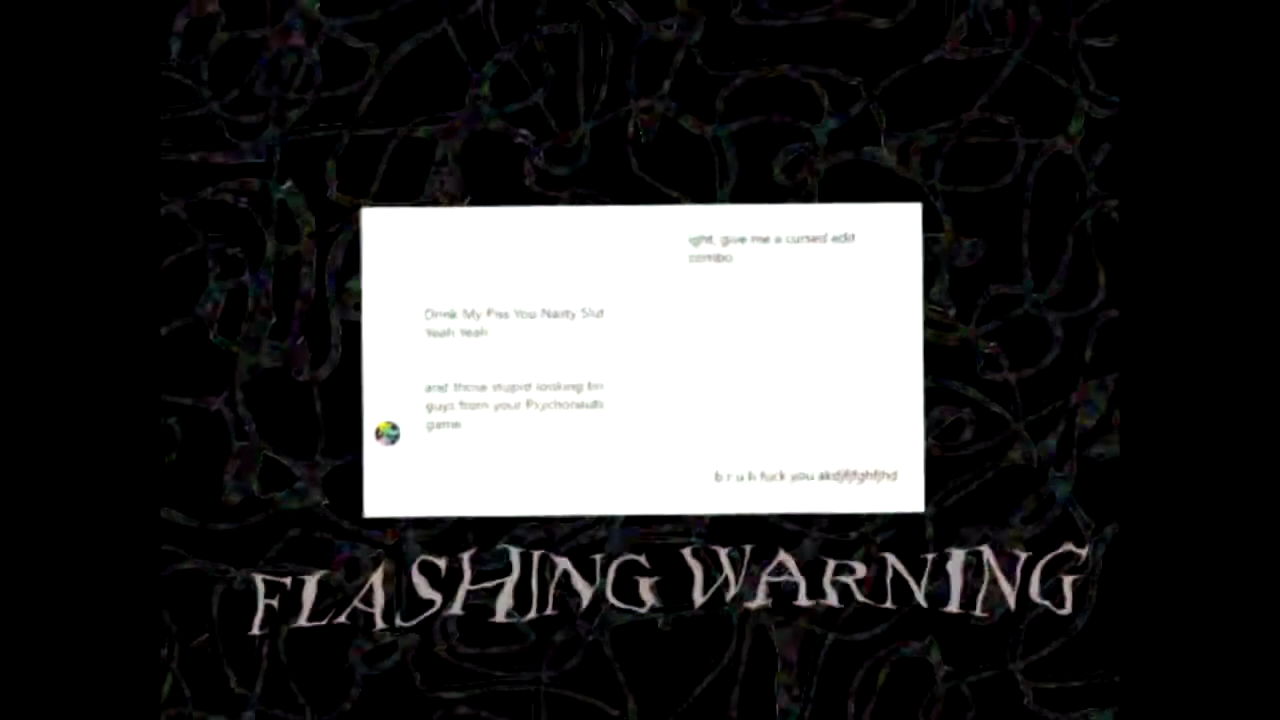 ight, give me a cursed edit
combo
Drink My Piss You Nasty Slut
Yeah Yeah
and those stupid looking bri
guys from your Psychonauts
game
b r u h fuck you akdjfjfghfjhd
FLASHING WARNING